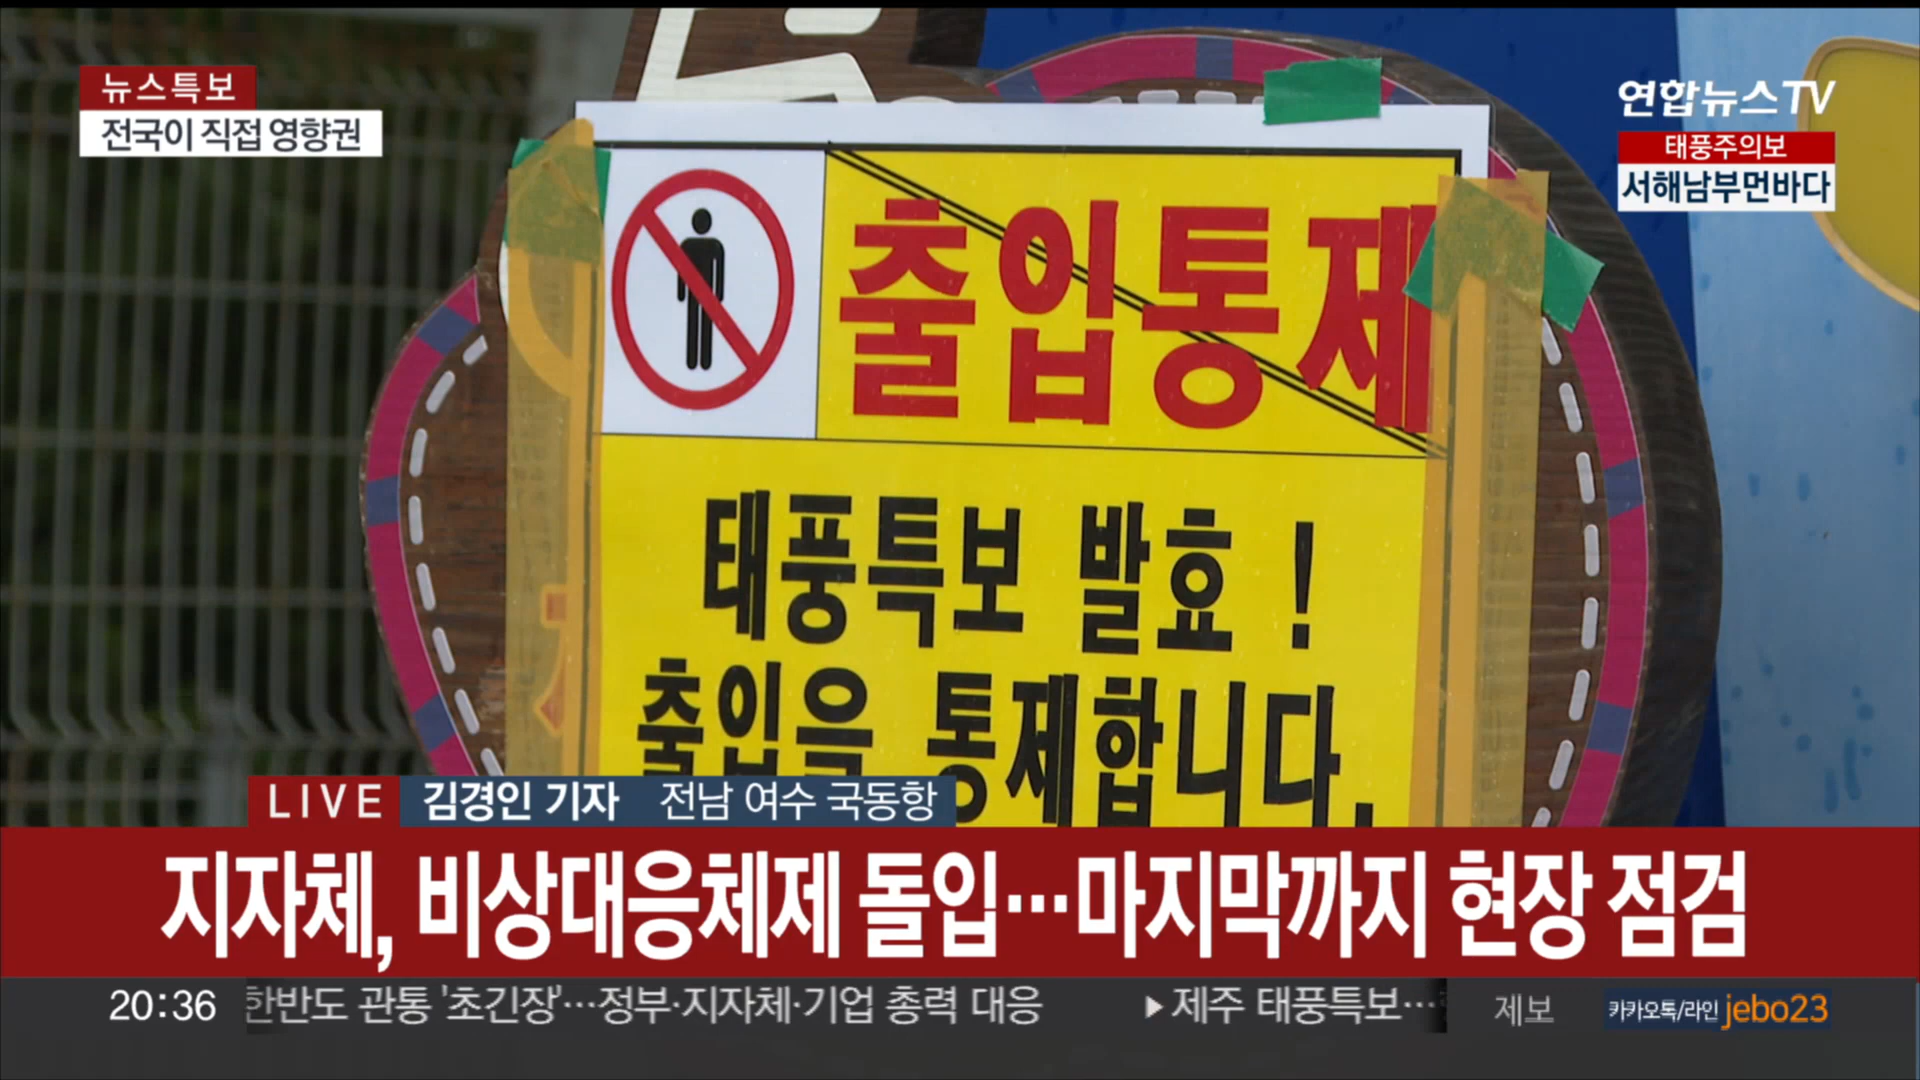 뉴스특보
전국이 직접 영향권
연합뉴스TV
태풍주의보
서해남부먼바다
출입통제
태풍특보 발효 !
출입을 통제합니다.
LIVE 김경인 기자 전남 여수 국동항
지자체, 비상대응체제 돌입…마지막까지 현장 점검
20:36 한반도 관통 '초긴장'…정부·지자체·기업 총력 대응 ▶제주 태풍특보… 제보 카카오톡/라인 jebo23